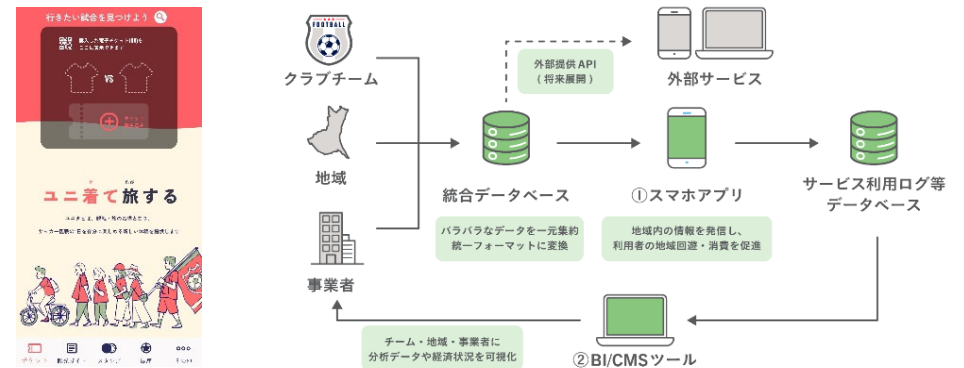 行きたい試合を見つけよう
VS
ユニ着て旅する
FOOTBALL
クラブチーム
地域
事業者
外部提供API
(将来展開)
外部サービス
統合データベース
バラバラなデータを一元集約
統一フォーマットに変換
①スマホアプリ
地域内の情報を発信し、
利用者の地域回遊・消費を促進
サービス利用ログ等
データベース
チーム・地域・事業者に
分析データや経済状況を可視化
②BI/CMSツール